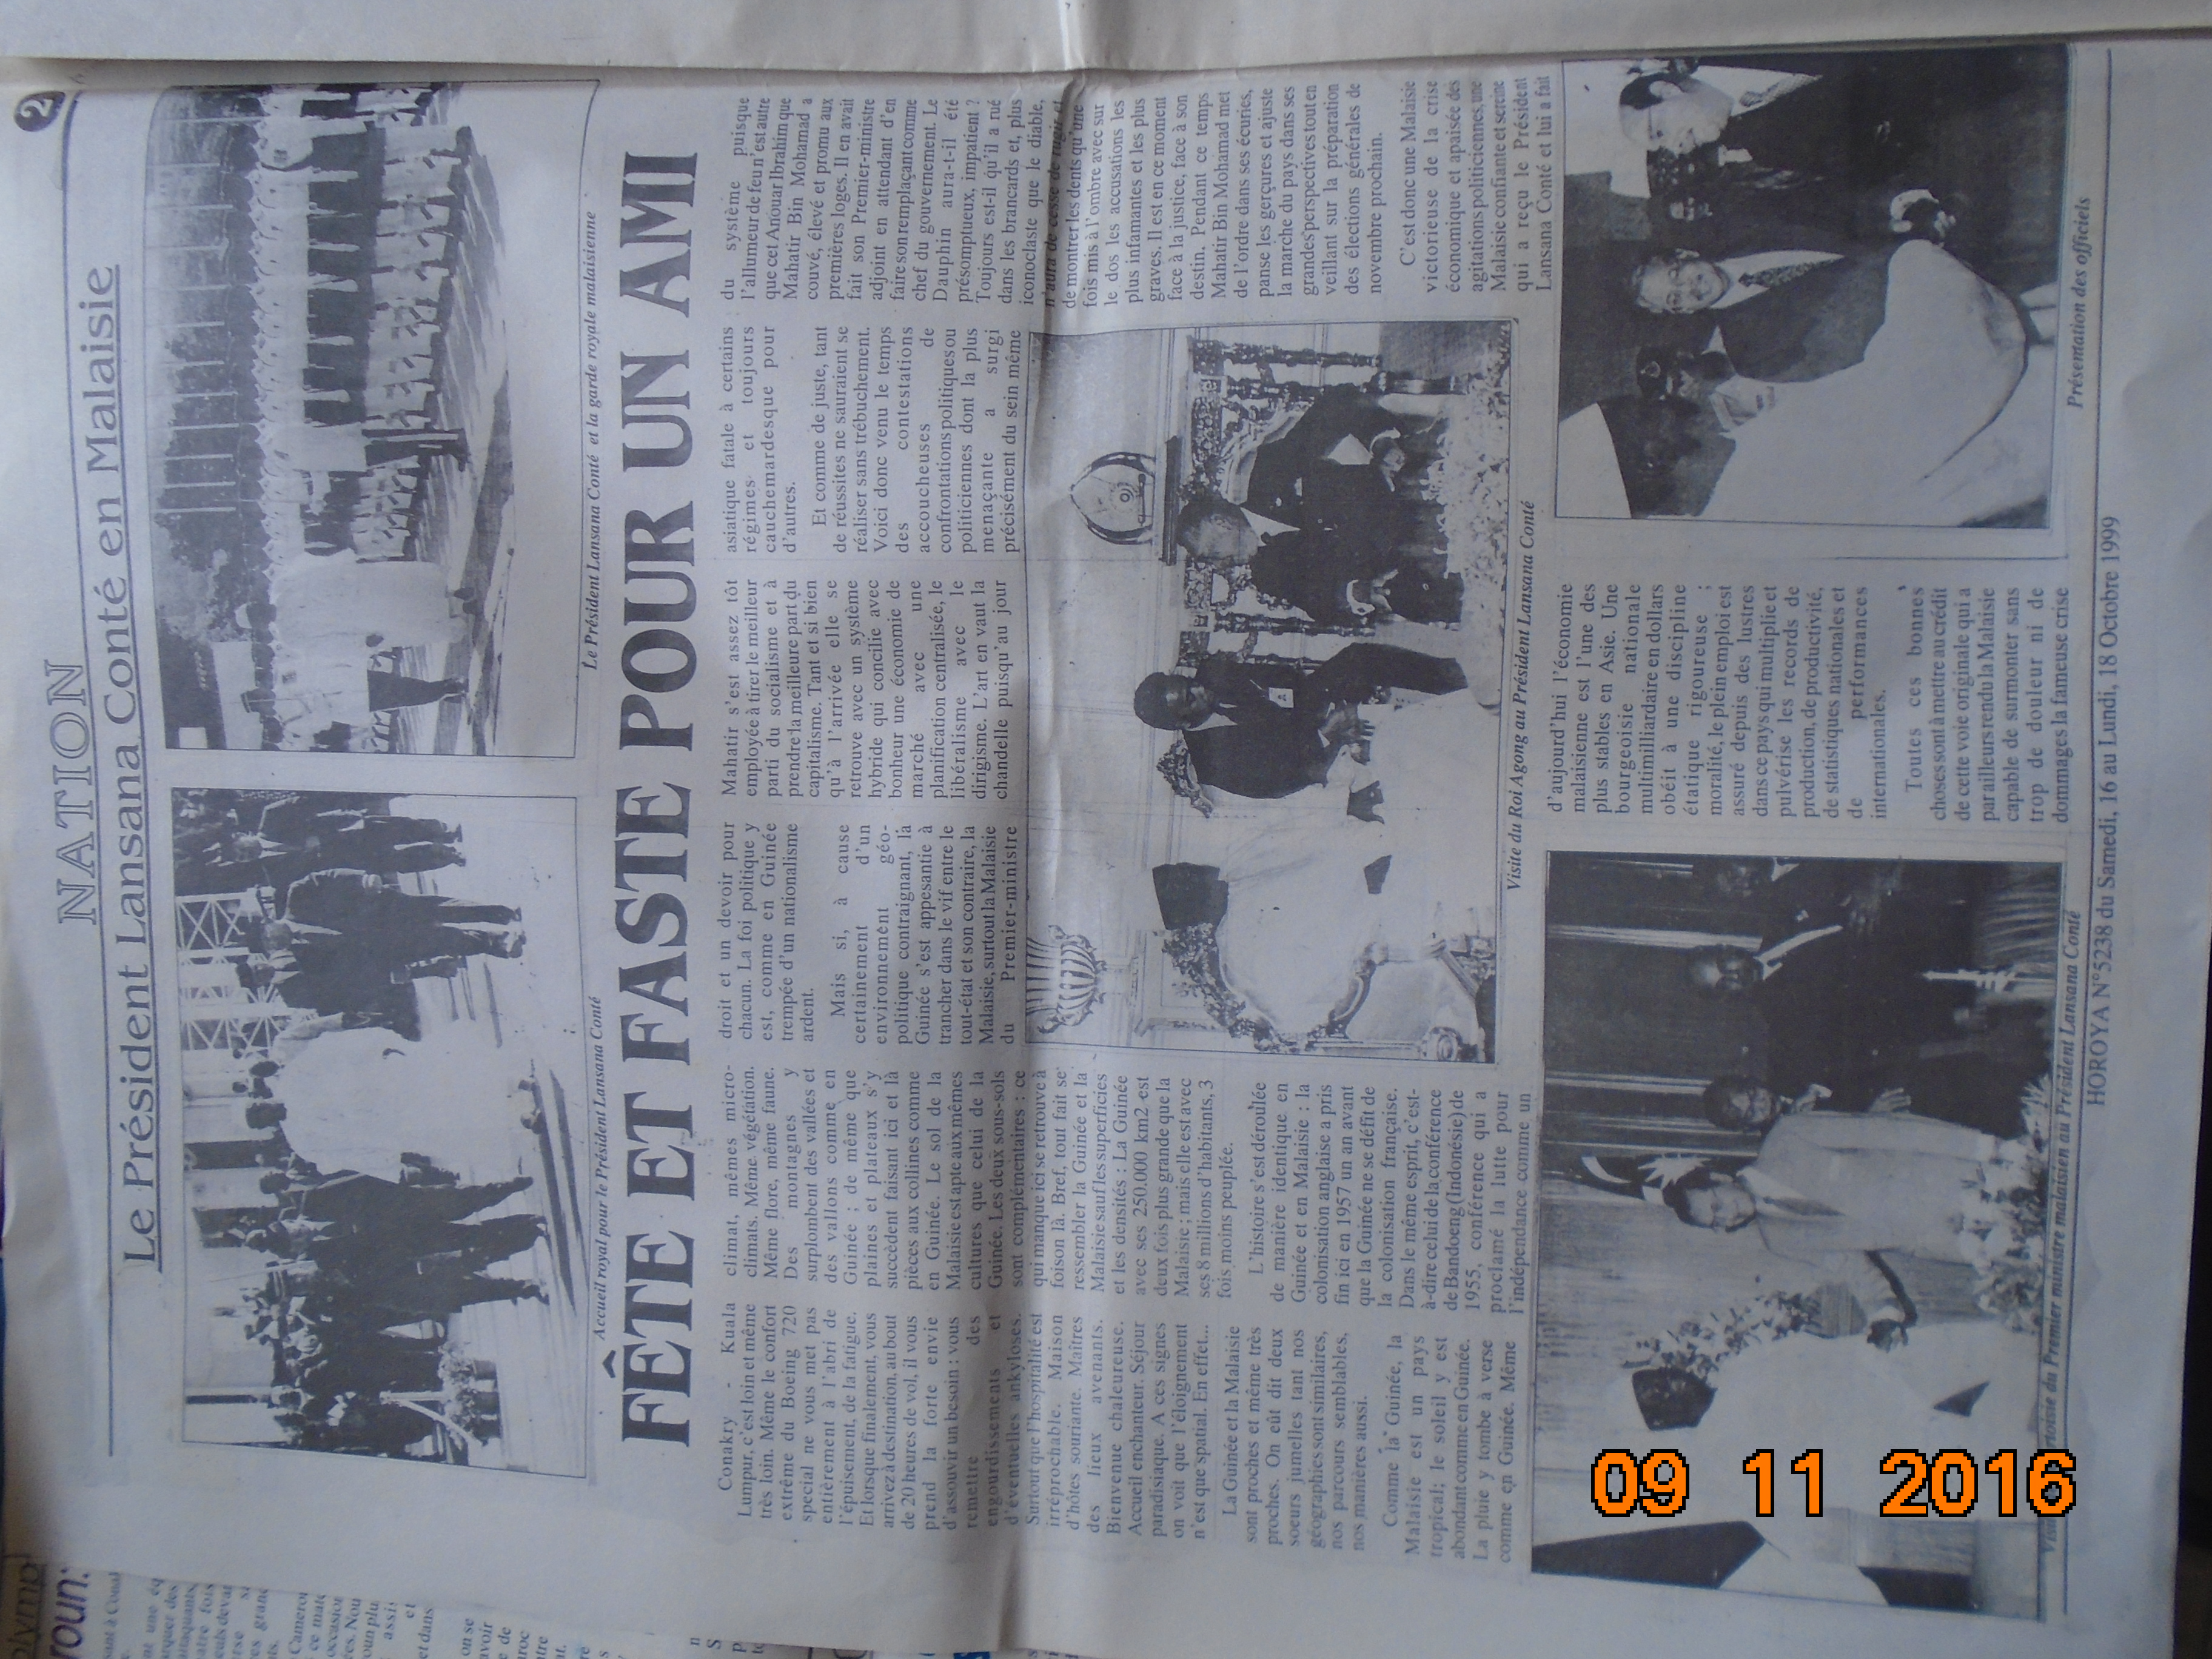 2
NATION
Le Président Lansana Conté en Malaisie
Accueil royal pour le Président Lansana Conté
Le Président Lansana Conté et la garde royale malaisienne
FÊTE ET FASTE POUR UN AMI
Conakry - Kuala
Lumpur, c'est loin et même
très loin. Même le confort
extrême du Boeing 720
special ne vous met pas
entièrement à l'abri de
l'épuisement, de la fatigue.
Et lorsque finalement, vous
arrivez à destination, au bout
de 20 heures de vol, il vous
prend la forte envie
d'assouvir un besoin : vous
remettre des
engourdissements et
d'éventuelles ankyloses.
Surtout que l'hospitalité est
irréprochable. Maison
d'hôtes souriante. Maîtres
des lieux avenants.
Bienvenue chaleureuse.
Accueil enchanteur. Séjour
paradisiaque. A ces signes
on voit que l'éloignement
n'est que spatial. En effet...
La Guinée et la Malaisie
sont proches et même très
proches. On eût dit deux
soeurs jumelles tant nos
géographies sont similaires,
nos parcours semblables,
nos manières aussi.
Comme la Guinée, la
Malaisie est un pays
tropical; le soleil y est
abondant comme en Guinée.
La pluie y tombe à verse
comme en Guinée. Même
climat, mêmes micro-
climats. Même végétation.
Même flore, même faune.
Des montagnes y
surplombent des vallées et
des vallons comme en
Guinée ; de même que
plaines et plateaux s'y
succèdent faisant ici et là
pièces aux collines comme
en Guinée. Le sol de la
Malaisie est apte aux mêmes
cultures que celui de la
Guinée. Les deux sous-sols
sont complémentaires : ce
qui manque ici se retrouve à
foison là. Bref, tout fait se
ressembler la Guinée et la
Malaisie sauf les superficies
et les densités : La Guinée
avec ses 250.000 km2 est
deux fois plus grande que la
Malaisie ; mais elle est avec
ses 8 millions d'habitants, 3
fois moins peuplée.
L'histoire s'est déroulée
de manière identique en
Guinée et en Malaisie : la
colonisation anglaise a pris
fin ici en 1957 un an avant
que la Guinée ne se défit de
la colonisation française.
Dans le même esprit, c'est-
à-dire celui de la conférence
de Bandoeng (Indonésie) de
1955, conférence qui a
proclamé la lutte pour
l'indépendance comme un
droit et un devoir pour
chacun. La foi politique y
est, comme en Guinée
trempée d'un nationalisme
ardent.
Mais si, à cause
certainement d'un
environnement géo-
politique contraignant, là
Guinée s'est appesantie à
trancher dans le vif entre le
tout-état et son contraire, la
Malaisie, surtout la Malaisie
du Premier-ministre
Mahatir s'est assez tôt
employée à tirer le meilleur
parti du socialisme et à
prendre la meilleure part du
capitalisme. Tant et si bien
qu'à l'arrivée elle se
retrouve avec un système
hybride qui concilie avec
bonheur une économie de
marché avec une
planification centralisée, le
libéralisme avec le
dirigisme. L'art en vaut la
chandelle puisqu'au jour
Visite du Roi Agong au Président Lansana Conté
d'aujourd'hui l'économie
malaisienne est l'une des
plus stables en Asie. Une
bourgeoisie nationale
multimilliardaire en dollars
obéit à une discipline
étatique rigoureuse ;
moralité, le plein emploi est
assuré depuis des lustres
dans ce pays qui multiplie et
pulvérise les records de
production, de productivité,
de statistiques nationales et
de performances
internationales.
Toutes ces bonnes
choses sont à mettre au crédit
de cette voie originale qui a
par ailleurs rendu la Malaisie
capable de surmonter sans
trop de douleur ni de
dommages la fameuse crise
asiatique fatale à certains
régimes- et toujours
cauchemardesque pour
d'autres.
Et comme de juste, tant
de réussites ne sauraient se
réaliser sans trébuchement.
Voici donc venu le temps
des contestations
accoucheuses de
confrontations politiques ou
politiciennes dont la plus
menaçante a surgi
précisément du sein même
du système puisque
l'allumeur de feu n'est autre
que cet Anouar Ibrahim que
Mahatir Bin Mohamad a
couvé, élevé et promu aux
premières loges. Il en avait
fait son Premier-ministre
adjoint en attendant d'en
faire son remplaçant comme
chef du gouvernement. Le
Dauphin aura-t-il été
présomptueux, impatient ?
Toujours est-il qu'il a rué
dans les brancards et, plus
iconoclaste que le diable,
n'aura de cesse de rugir et
de montrer les dents qu'une
fois mis à l'ombre avec sur
le dos les accusations les
plus infamantes et les plus
graves. Il est en ce moment
face à la justice, face à son
destin. Pendant ce temps
Mahatir Bin Mohamad met
de l'ordre dans ses écuries,
panse les gerçures et ajuste
la marche du pays dans ses
grandes perspectives tout en
veillant sur la préparation
des élections générales de
novembre prochain.
C'est donc une Malaisie
victorieuse de la crise
économique et apaisée des
agitations politiciennes, une
Malaisie confiante et sereine
qui a reçu le Président
Lansana Conté et lui a fait
du Premier ministre malaisien au Président Lansana Conté
Présentation des officiels
HOROYA N°5238 du Samedi, 16 au Lundi, 18 Octobre 1999
roun:
09 11 2016